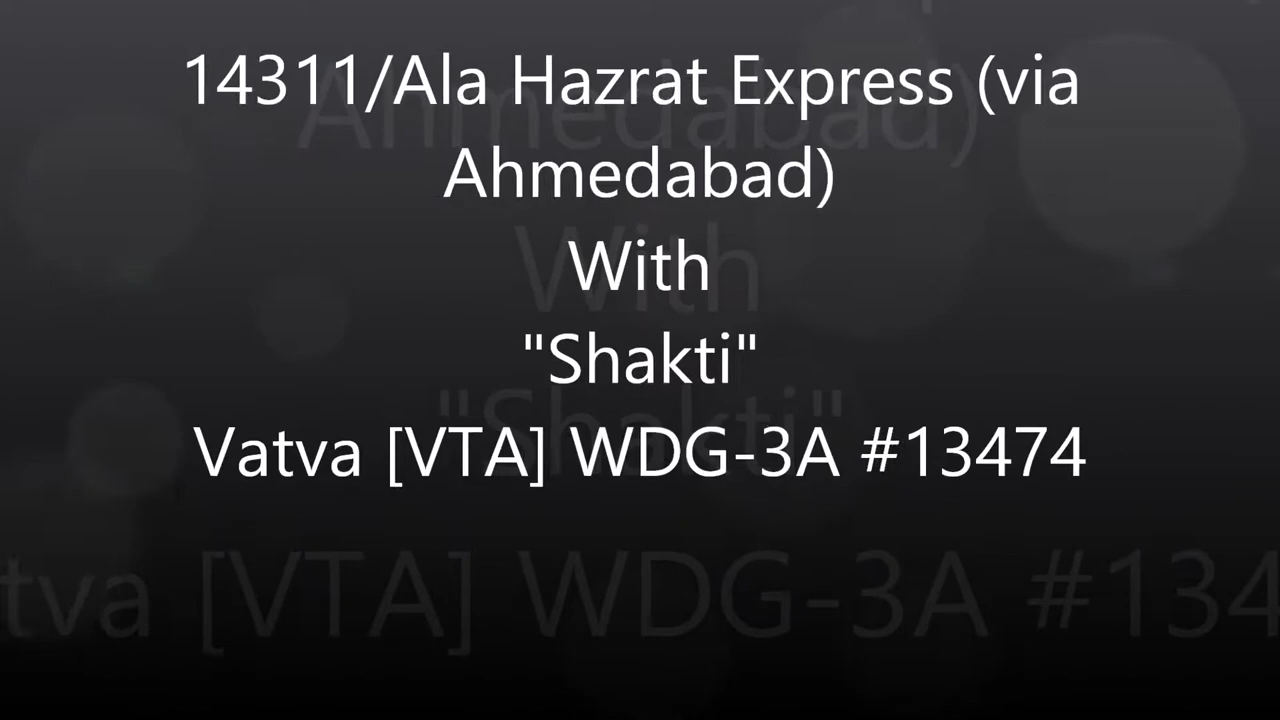 14311/Ala Hazrat Express (via
Ahmedabad)
With
"Shakti"
Vatva [VTA] WDG-3A #13474